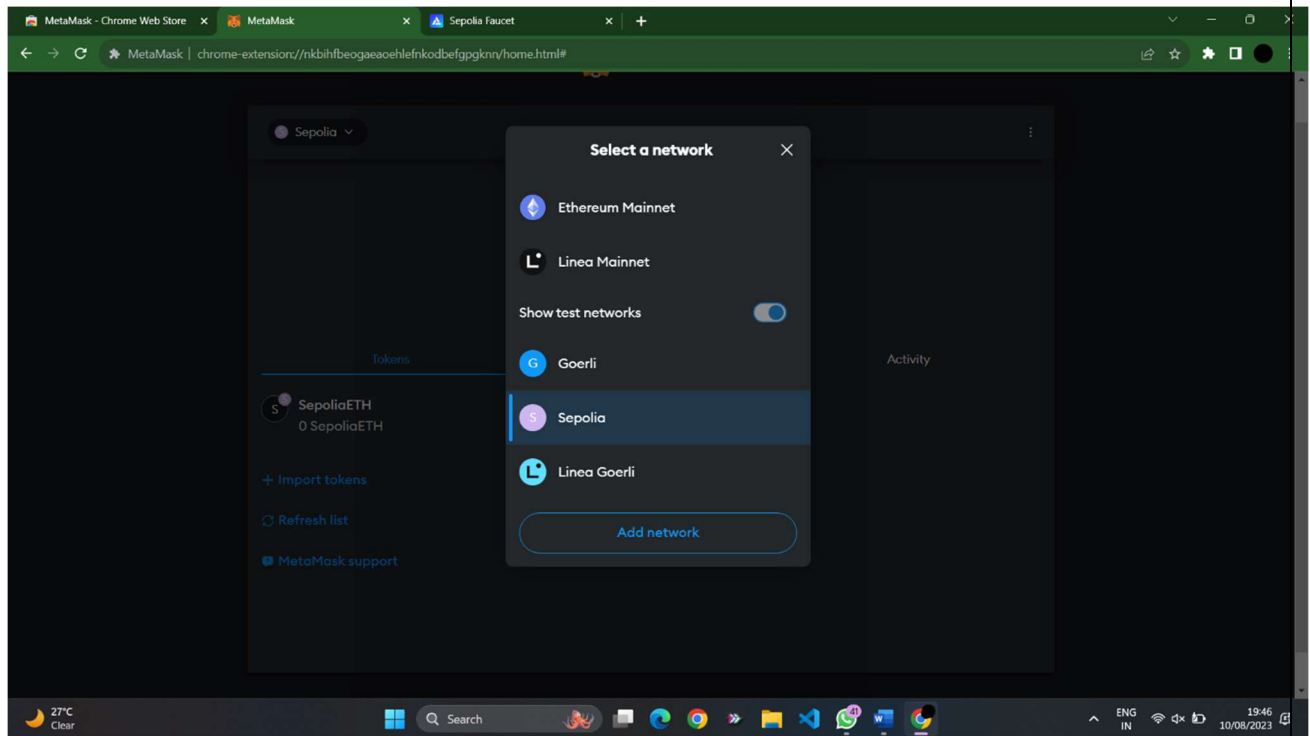 MetaMask - Chrome Web Store
MetaMask
Sepolia Faucet
MetaMask
chrome-extension://nkbihfbeogaeaoehlefnkodbefgpgknn/home.html#
Sepolia
Select a network
Ethereum Mainnet
L
Linea Mainnet
Show test networks
Tokens
G
Goerli
Activity
S
SepoliaETH
0 SepoliaETH
S
Sepolia
L
Linea Goerli
+ Import tokens
Refresh list
Add network
MetaMask support
27°C
Clear
Search
41
ENG
IN
19:46
10/08/2023